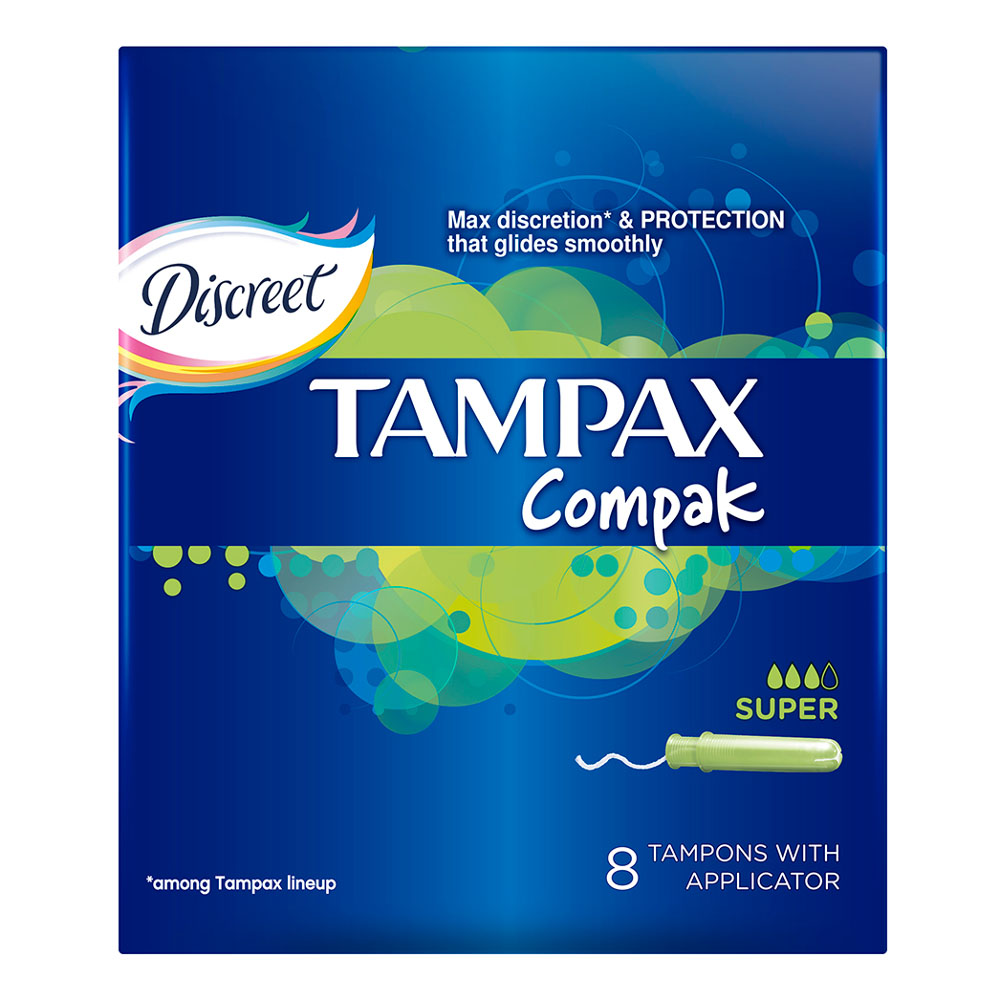 Max discretion* & PROTECTION
that glides smoothly
Discreet
TAMPAX
Compak
SUPER
8 TAMPONS WITH
APPLICATOR
*among Tampax lineup